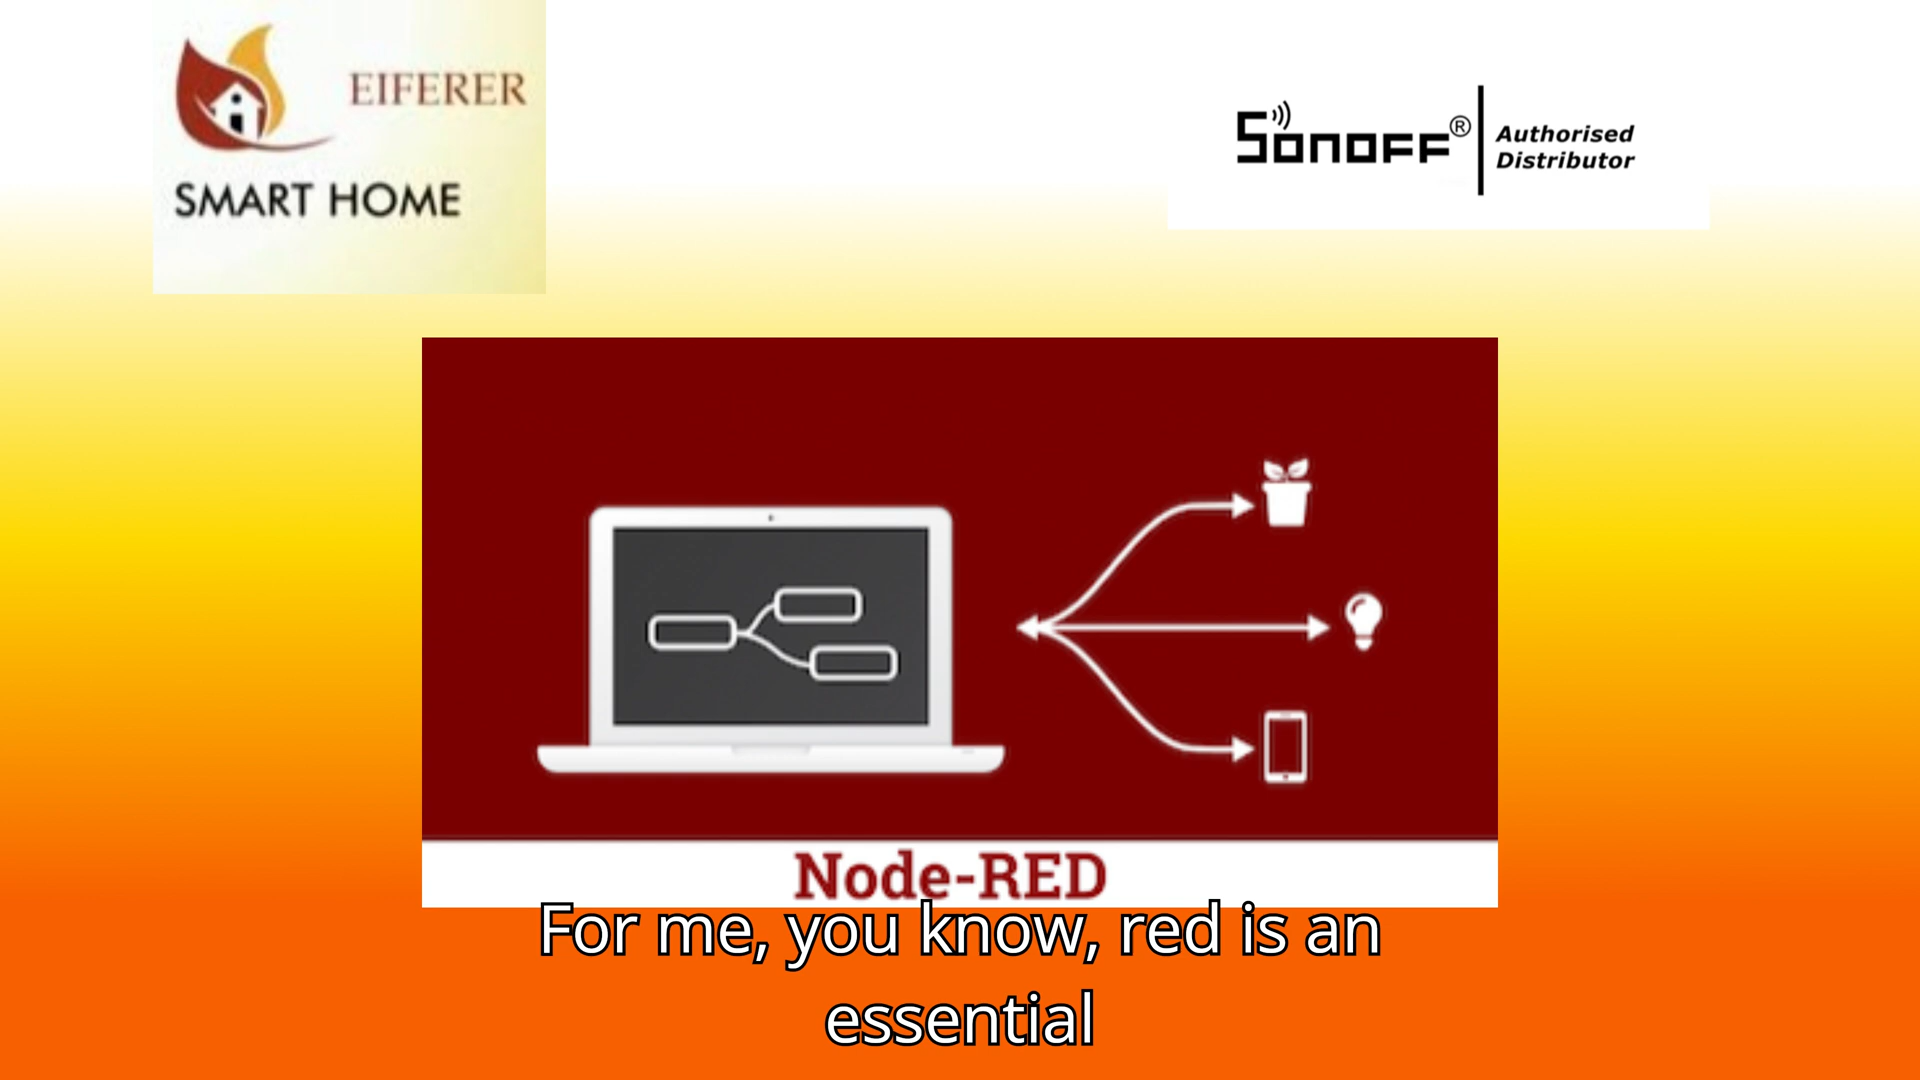 EIFERER
SMART HOME
SONOFF® Authorised
Distributor
Node-RED
For me, you know, red is an
essential